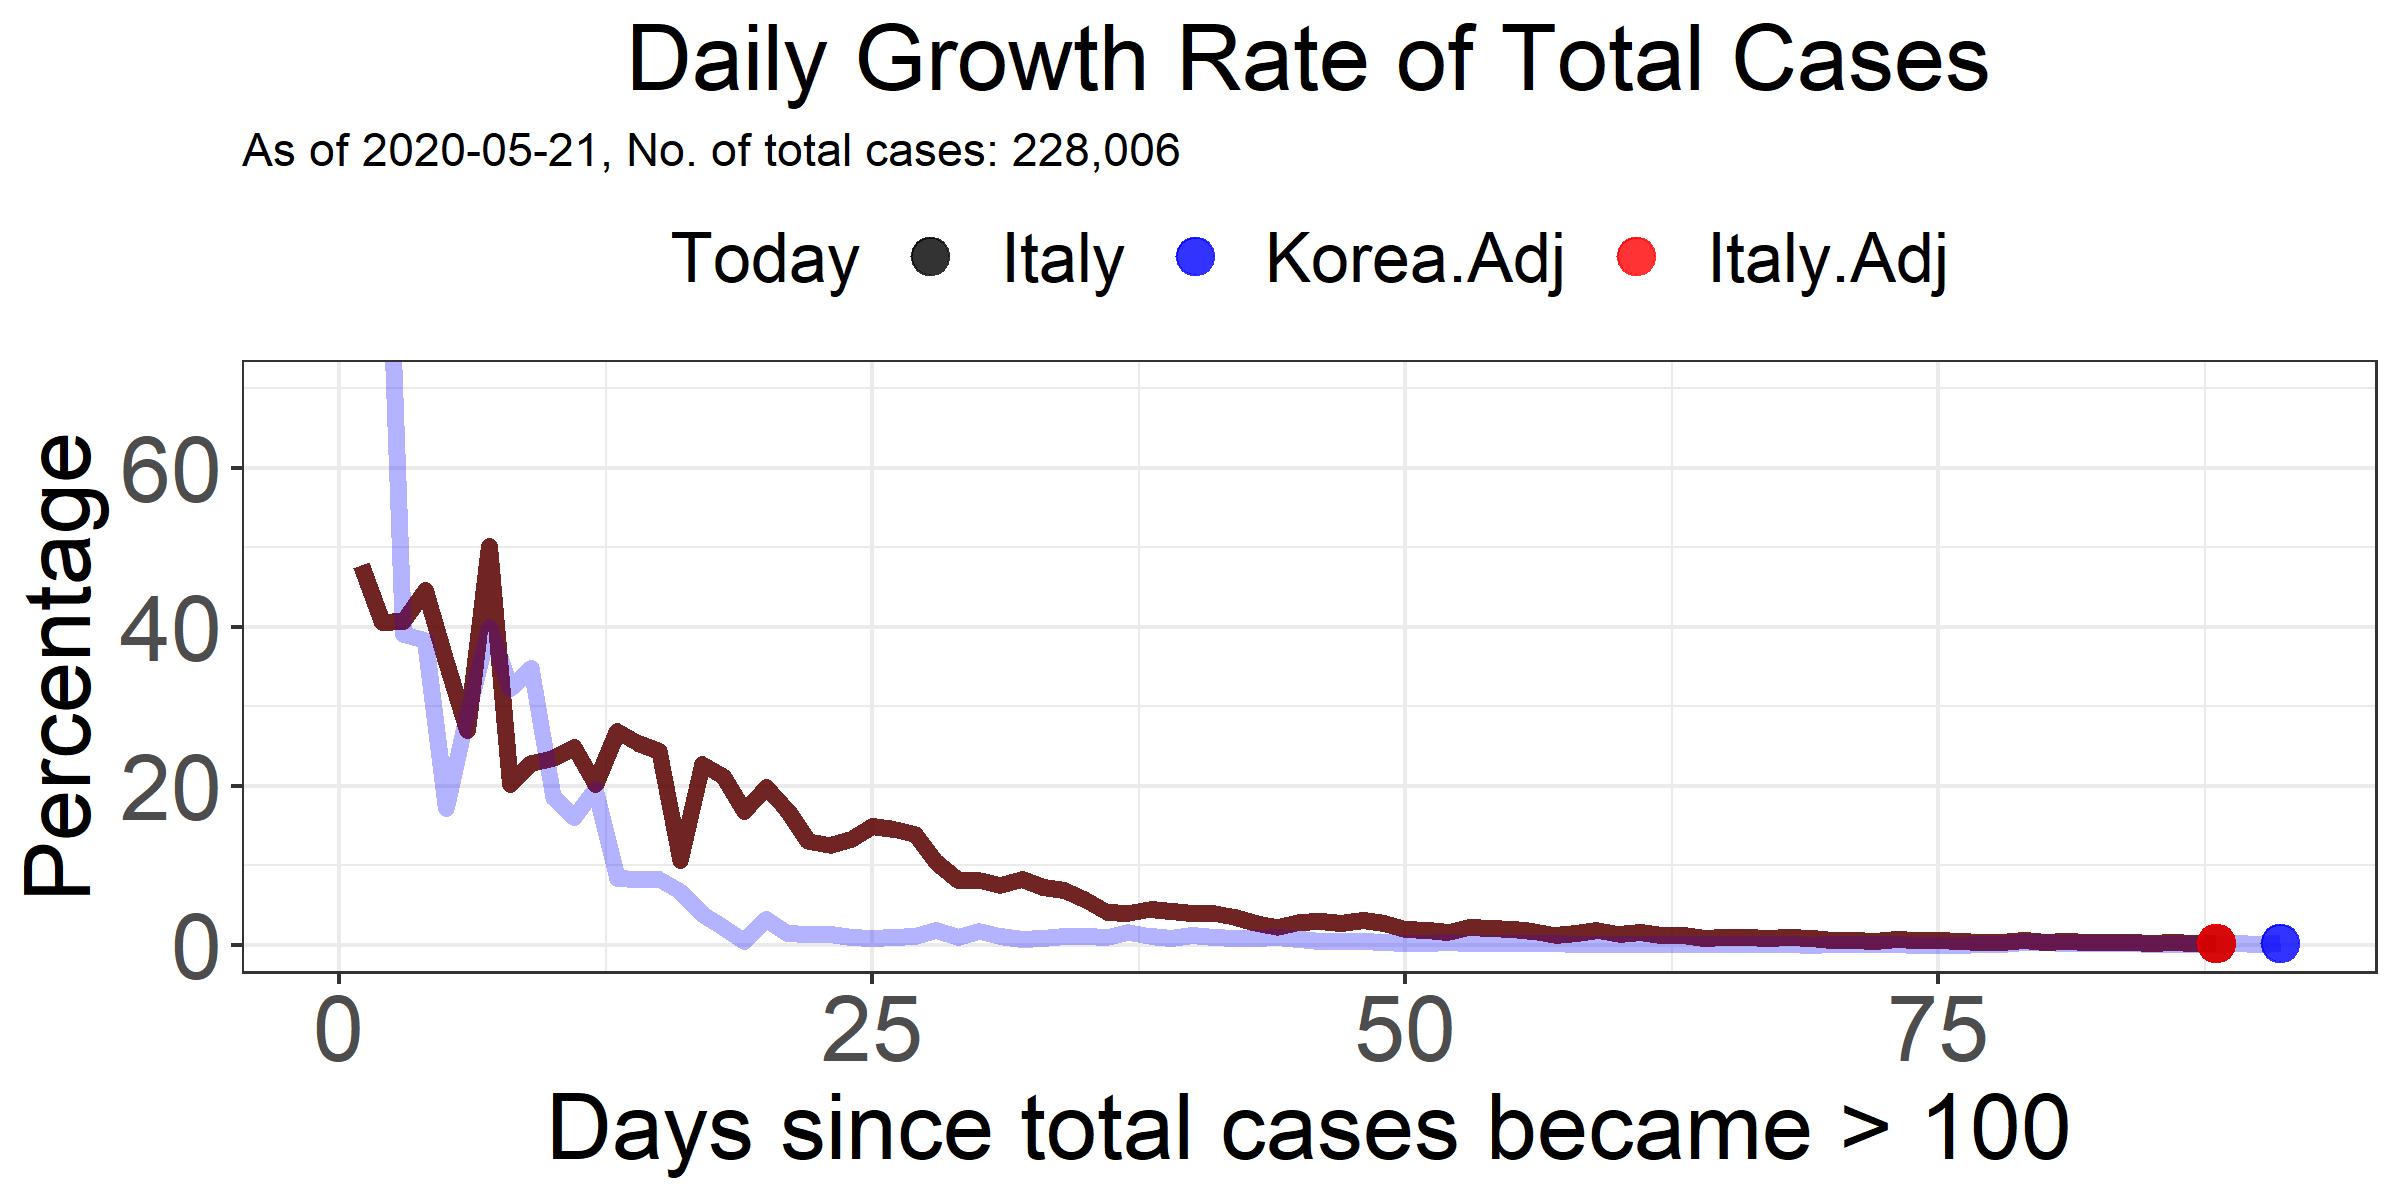 Daily Growth Rate of Total Cases
As of 2020-05-21, No. of total cases: 228,006
Today Italy Korea.Adj Italy.Adj
Percentage
60
40
20
0
0 25 50 75
Days since total cases became > 100